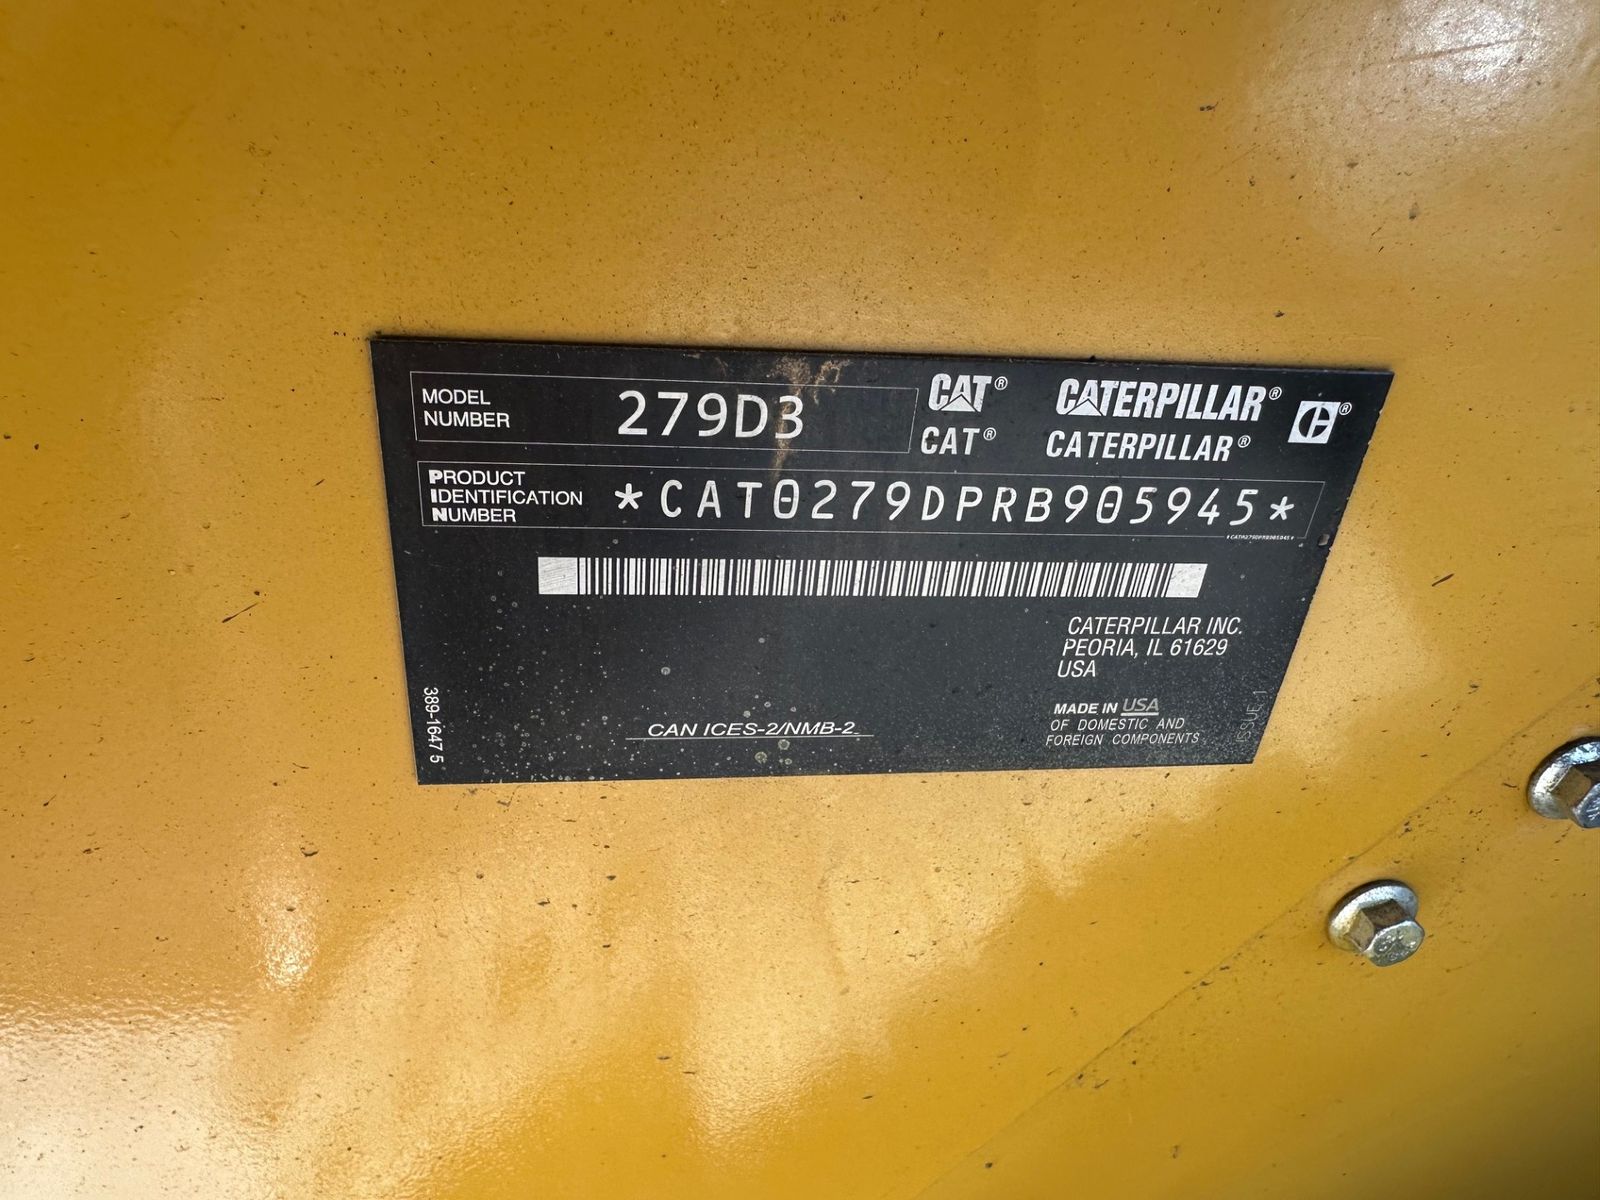 MODEL NUMBER 279D3
CAT® CATERPILLAR®
CAT® CATERPILLAR®
PRODUCT IDENTIFICATION NUMBER *CAT0279DPRB905945*
*CAT0279DPRB905945*
CATERPILLAR INC.
PEORIA, IL 61629
USA
MADE IN USA
OF DOMESTIC AND
FOREIGN COMPONENTS
CAN ICES-2/NMB-2
389-1647 5
ISSUE 1